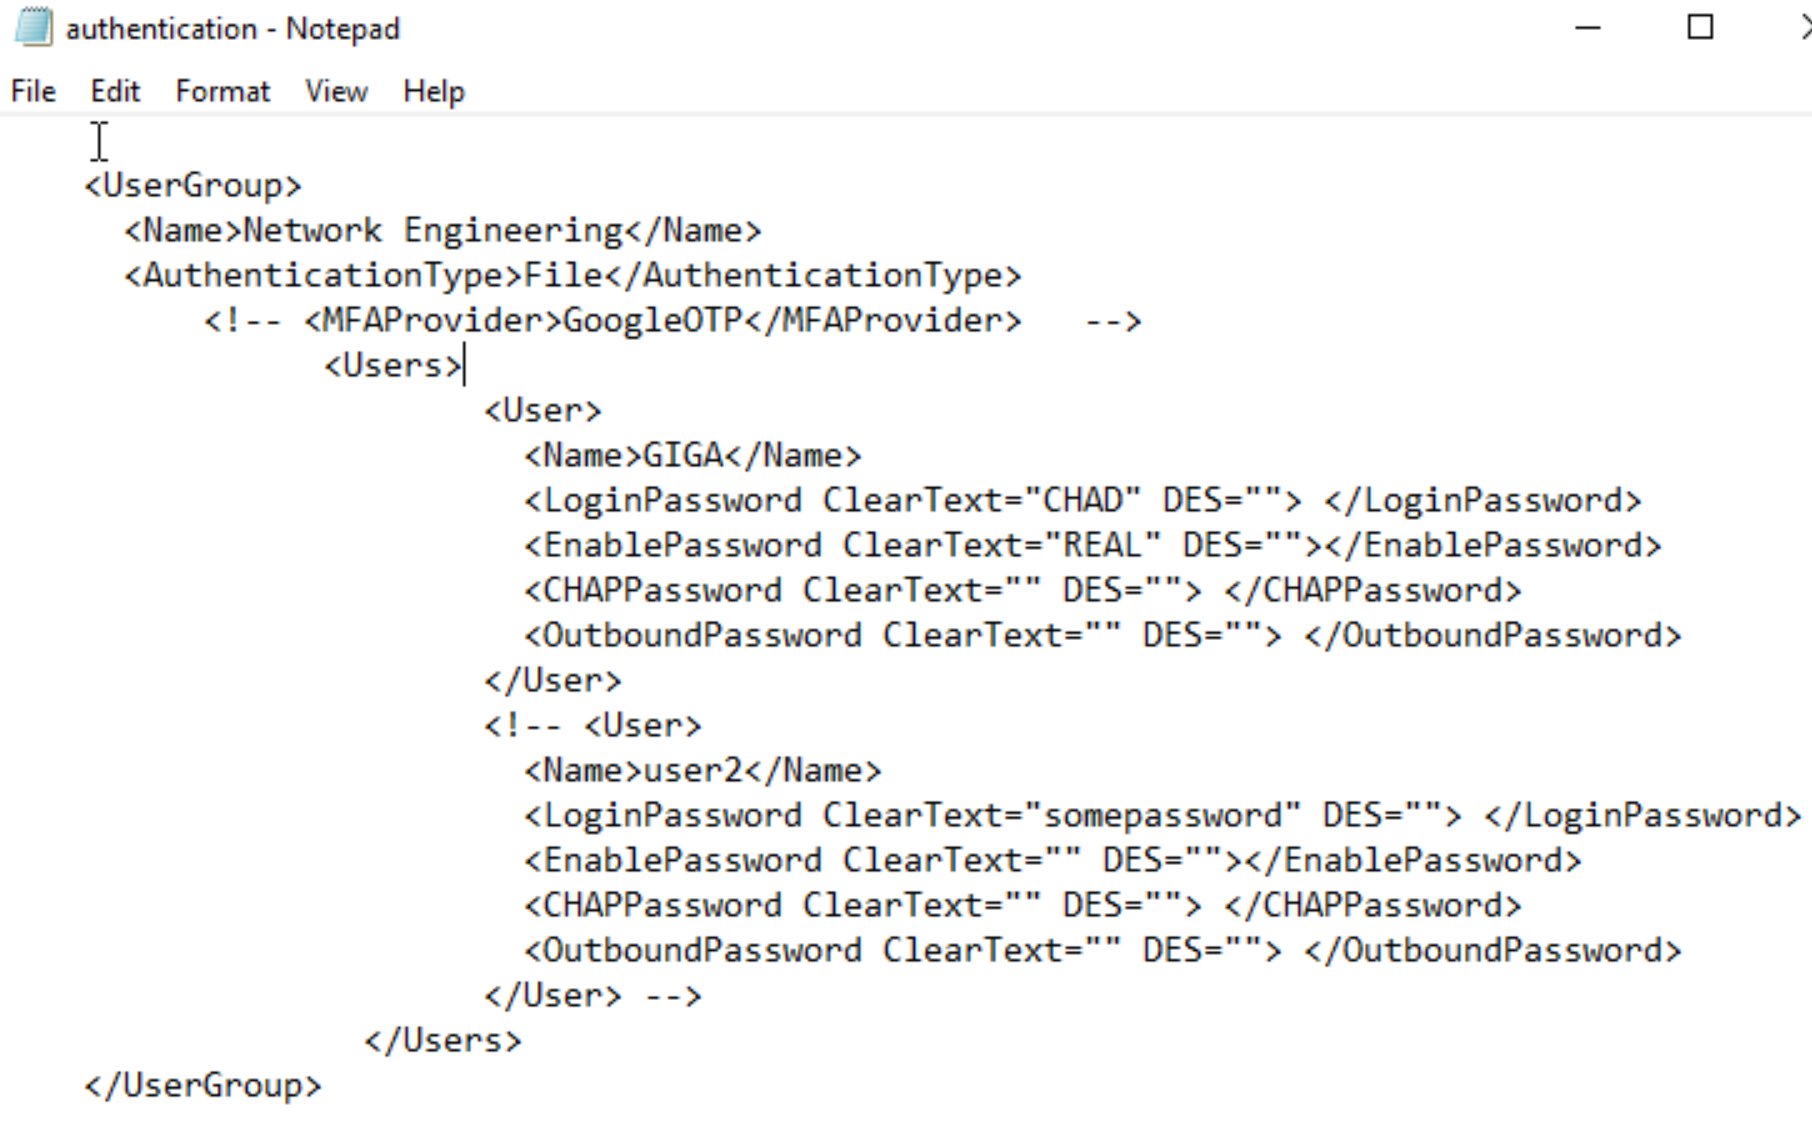 authentication - Notepad
File Edit Format View Help
<UserGroup>
<Name>Network Engineering</Name>
<AuthenticationType>File</AuthenticationType>
<!-- <MFAProvider>GoogleOTP</MFAProvider> -->
<Users>
<User>
<Name>GIGA</Name>
<LoginPassword ClearText="CHAD" DES=""> </LoginPassword>
<EnablePassword ClearText="REAL" DES=""></EnablePassword>
<CHAPPassword ClearText="" DES=""> </CHAPPassword>
<OutboundPassword ClearText="" DES=""> </OutboundPassword>
</User>
<!-- <User>
<Name>user2</Name>
<LoginPassword ClearText="somepassword" DES=""> </LoginPassword>
<EnablePassword ClearText="" DES=""></EnablePassword>
<CHAPPassword ClearText="" DES=""> </CHAPPassword>
<OutboundPassword ClearText="" DES=""> </OutboundPassword>
</User> -->
</Users>
</UserGroup>